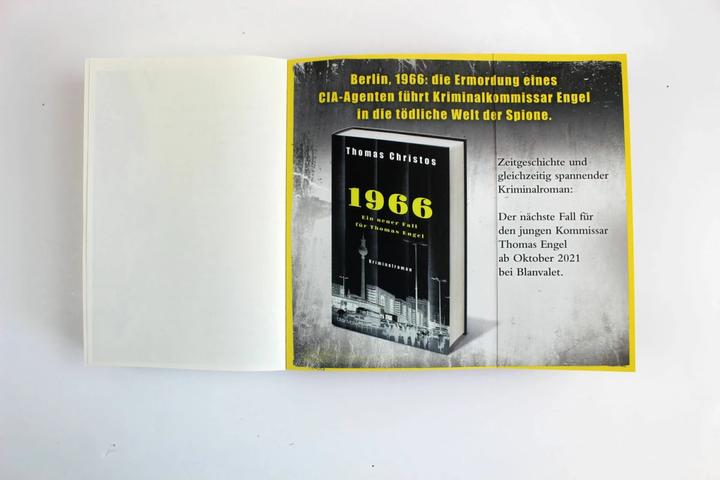 Berlin, 1966: die Ermordung eines
CIA-Agenten führt Kriminalkommissar Engel
in die tödliche Welt der Spione.
Thomas Christos
1966
Ein neuer Fall
für Thomas Engel
Kriminalroman
Zeitgeschichte und
gleichzeitig spannender
Kriminalroman:
Der nächste Fall für
den jungen Kommissar
Thomas Engel
ab Oktober 2021
bei Blanvalet.